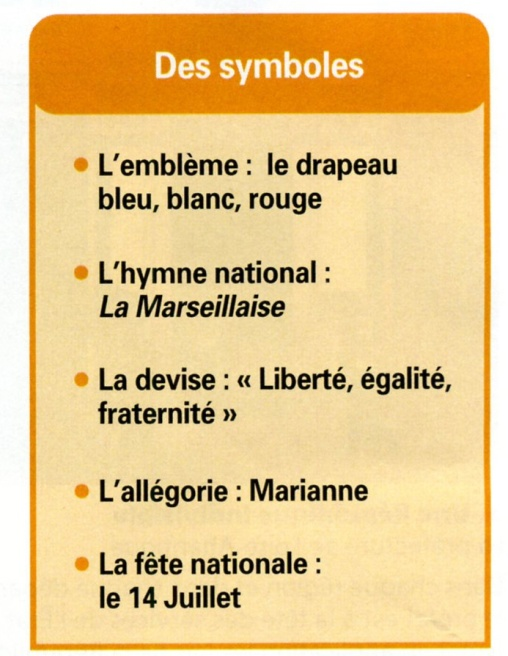 Des symboles
• L'emblème : le drapeau
bleu, blanc, rouge
• L'hymne national :
La Marseillaise
• La devise : « Liberté, égalité,
fraternité »
• L'allégorie : Marianne
• La fête nationale :
le 14 Juillet